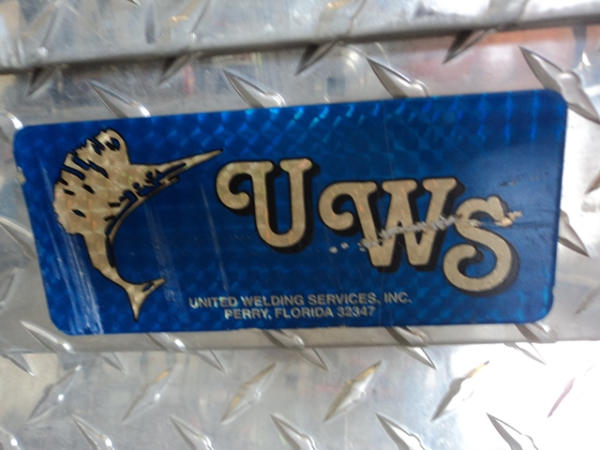 UWS
UNITED WELDING SERVICES, INC.
PERRY, FLORIDA 32347